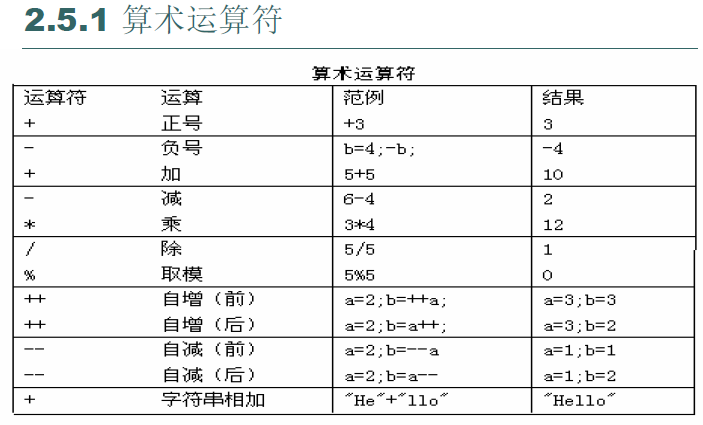 2.5.1 算术运算符
算术运算符
运算符 运算 范例 结果
+ 正号 +3 3
- 负号 b=4;-b; -4
+ 加 5+5 10
- 减 6-4 2
* 乘 3*4 12
/ 除 5/5 1
% 取模 5%5 0
++ 自增（前） a=2;b=++a; a=3;b=3
++ 自增（后） a=2;b=a++; a=3;b=2
-- 自减（前） a=2;b=--a a=1;b=1
-- 自减（后） a=2;b=a-- a=1;b=2
+ 字符串相加 "He"+"llo" "Hello"